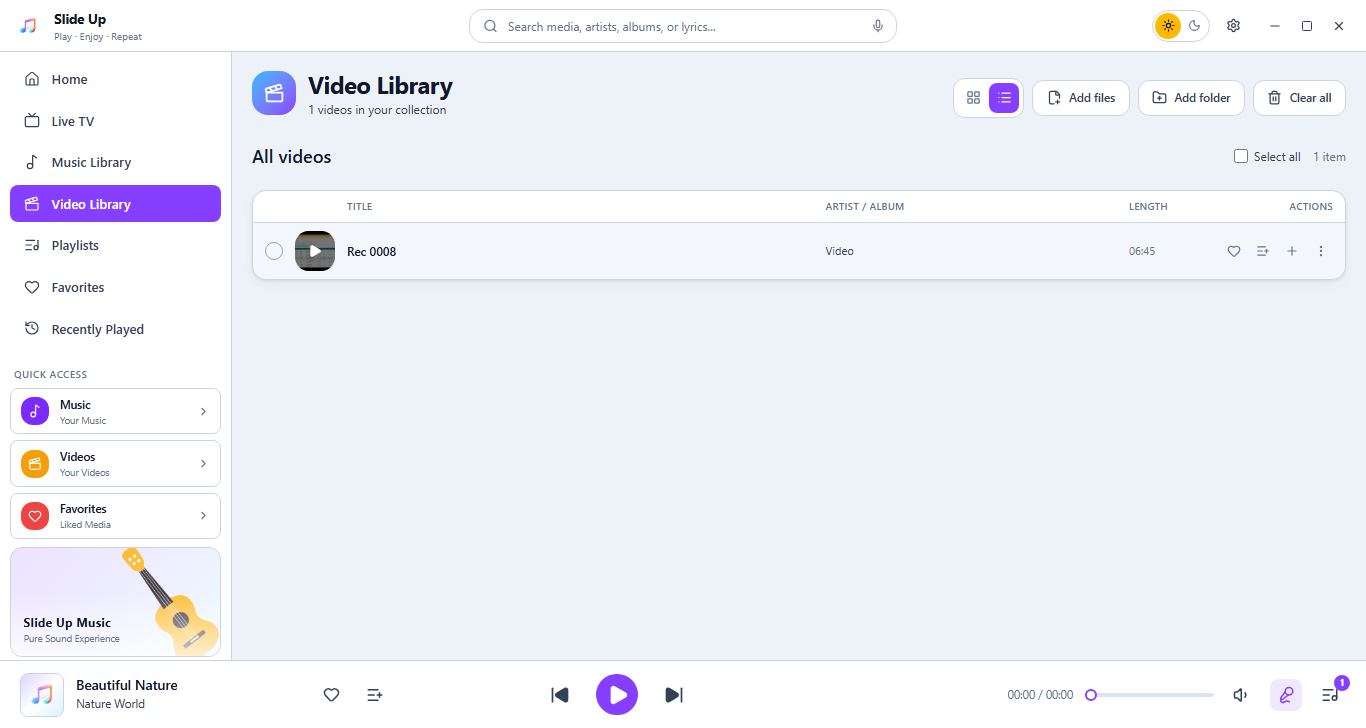 Slide Up
Play · Enjoy · Repeat
Search media, artists, albums, or lyrics...
Home
Live TV
Music Library
Video Library
Playlists
Favorites
Recently Played
QUICK ACCESS
Music
Your Music
Videos
Your Videos
Favorites
Liked Media
Slide Up Music
Pure Sound Experience
Video Library
1 videos in your collection
Add files
Add folder
Clear all
All videos
Select all
1 item
TITLE
ARTIST / ALBUM
LENGTH
ACTIONS
Rec 0008
Video
06:45
Beautiful Nature
Nature World
00:00 / 00:00
1